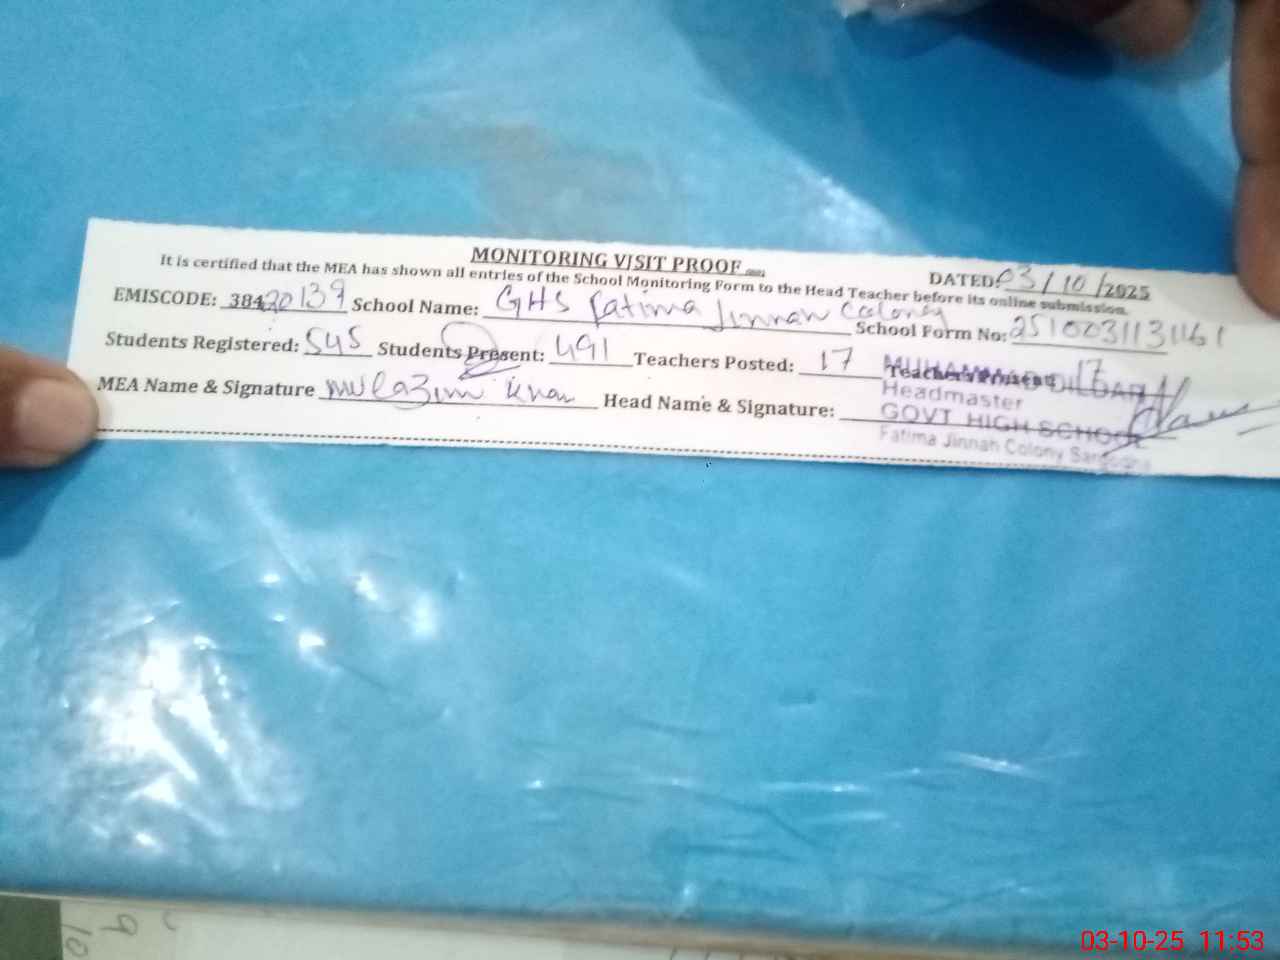 MONITORING VISIT PROOF
DATED 03/10/2025
It is certified that the MEA has shown all entries of the School Monitoring Form to the Head Teacher before its online submission.
EMISCODE: 38420139 School Name: GHS Fatima Jinnah Colony School Form No:
Students Registered: 545 Students Present: 491 Teachers Posted: 17 Teachers Present 17
MEA Name & Signature Mulazim Khan Head Name & Signature:
MUHAMMAD DILDAR
Headmaster
GOVT HIGH SCHOOL
Fatima Jinnah Colony Sargodha
03-10-25 11:53